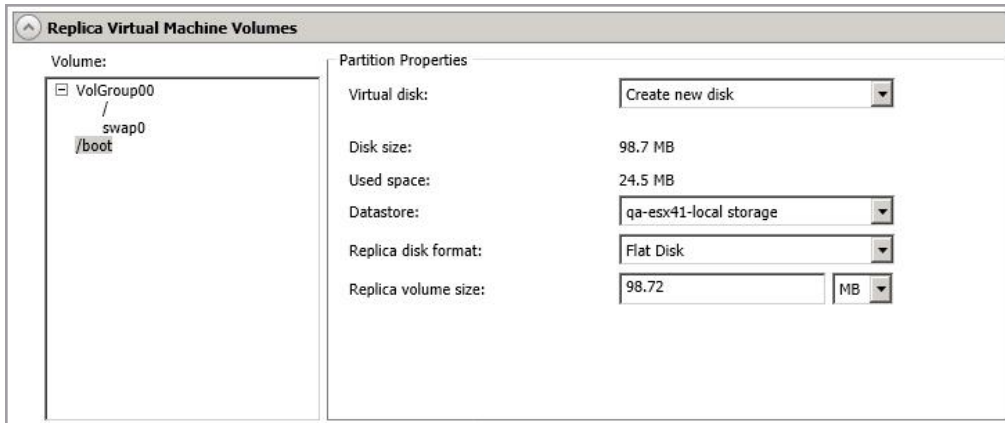 Replica Virtual Machine Volumes
Volume:
VolGroup00
/
swap0
/boot
Partition Properties
Virtual disk: Create new disk
Disk size: 98.7 MB
Used space: 24.5 MB
Datastore: qa-esx41-local storage
Replica disk format: Flat Disk
Replica volume size: 98.72 MB